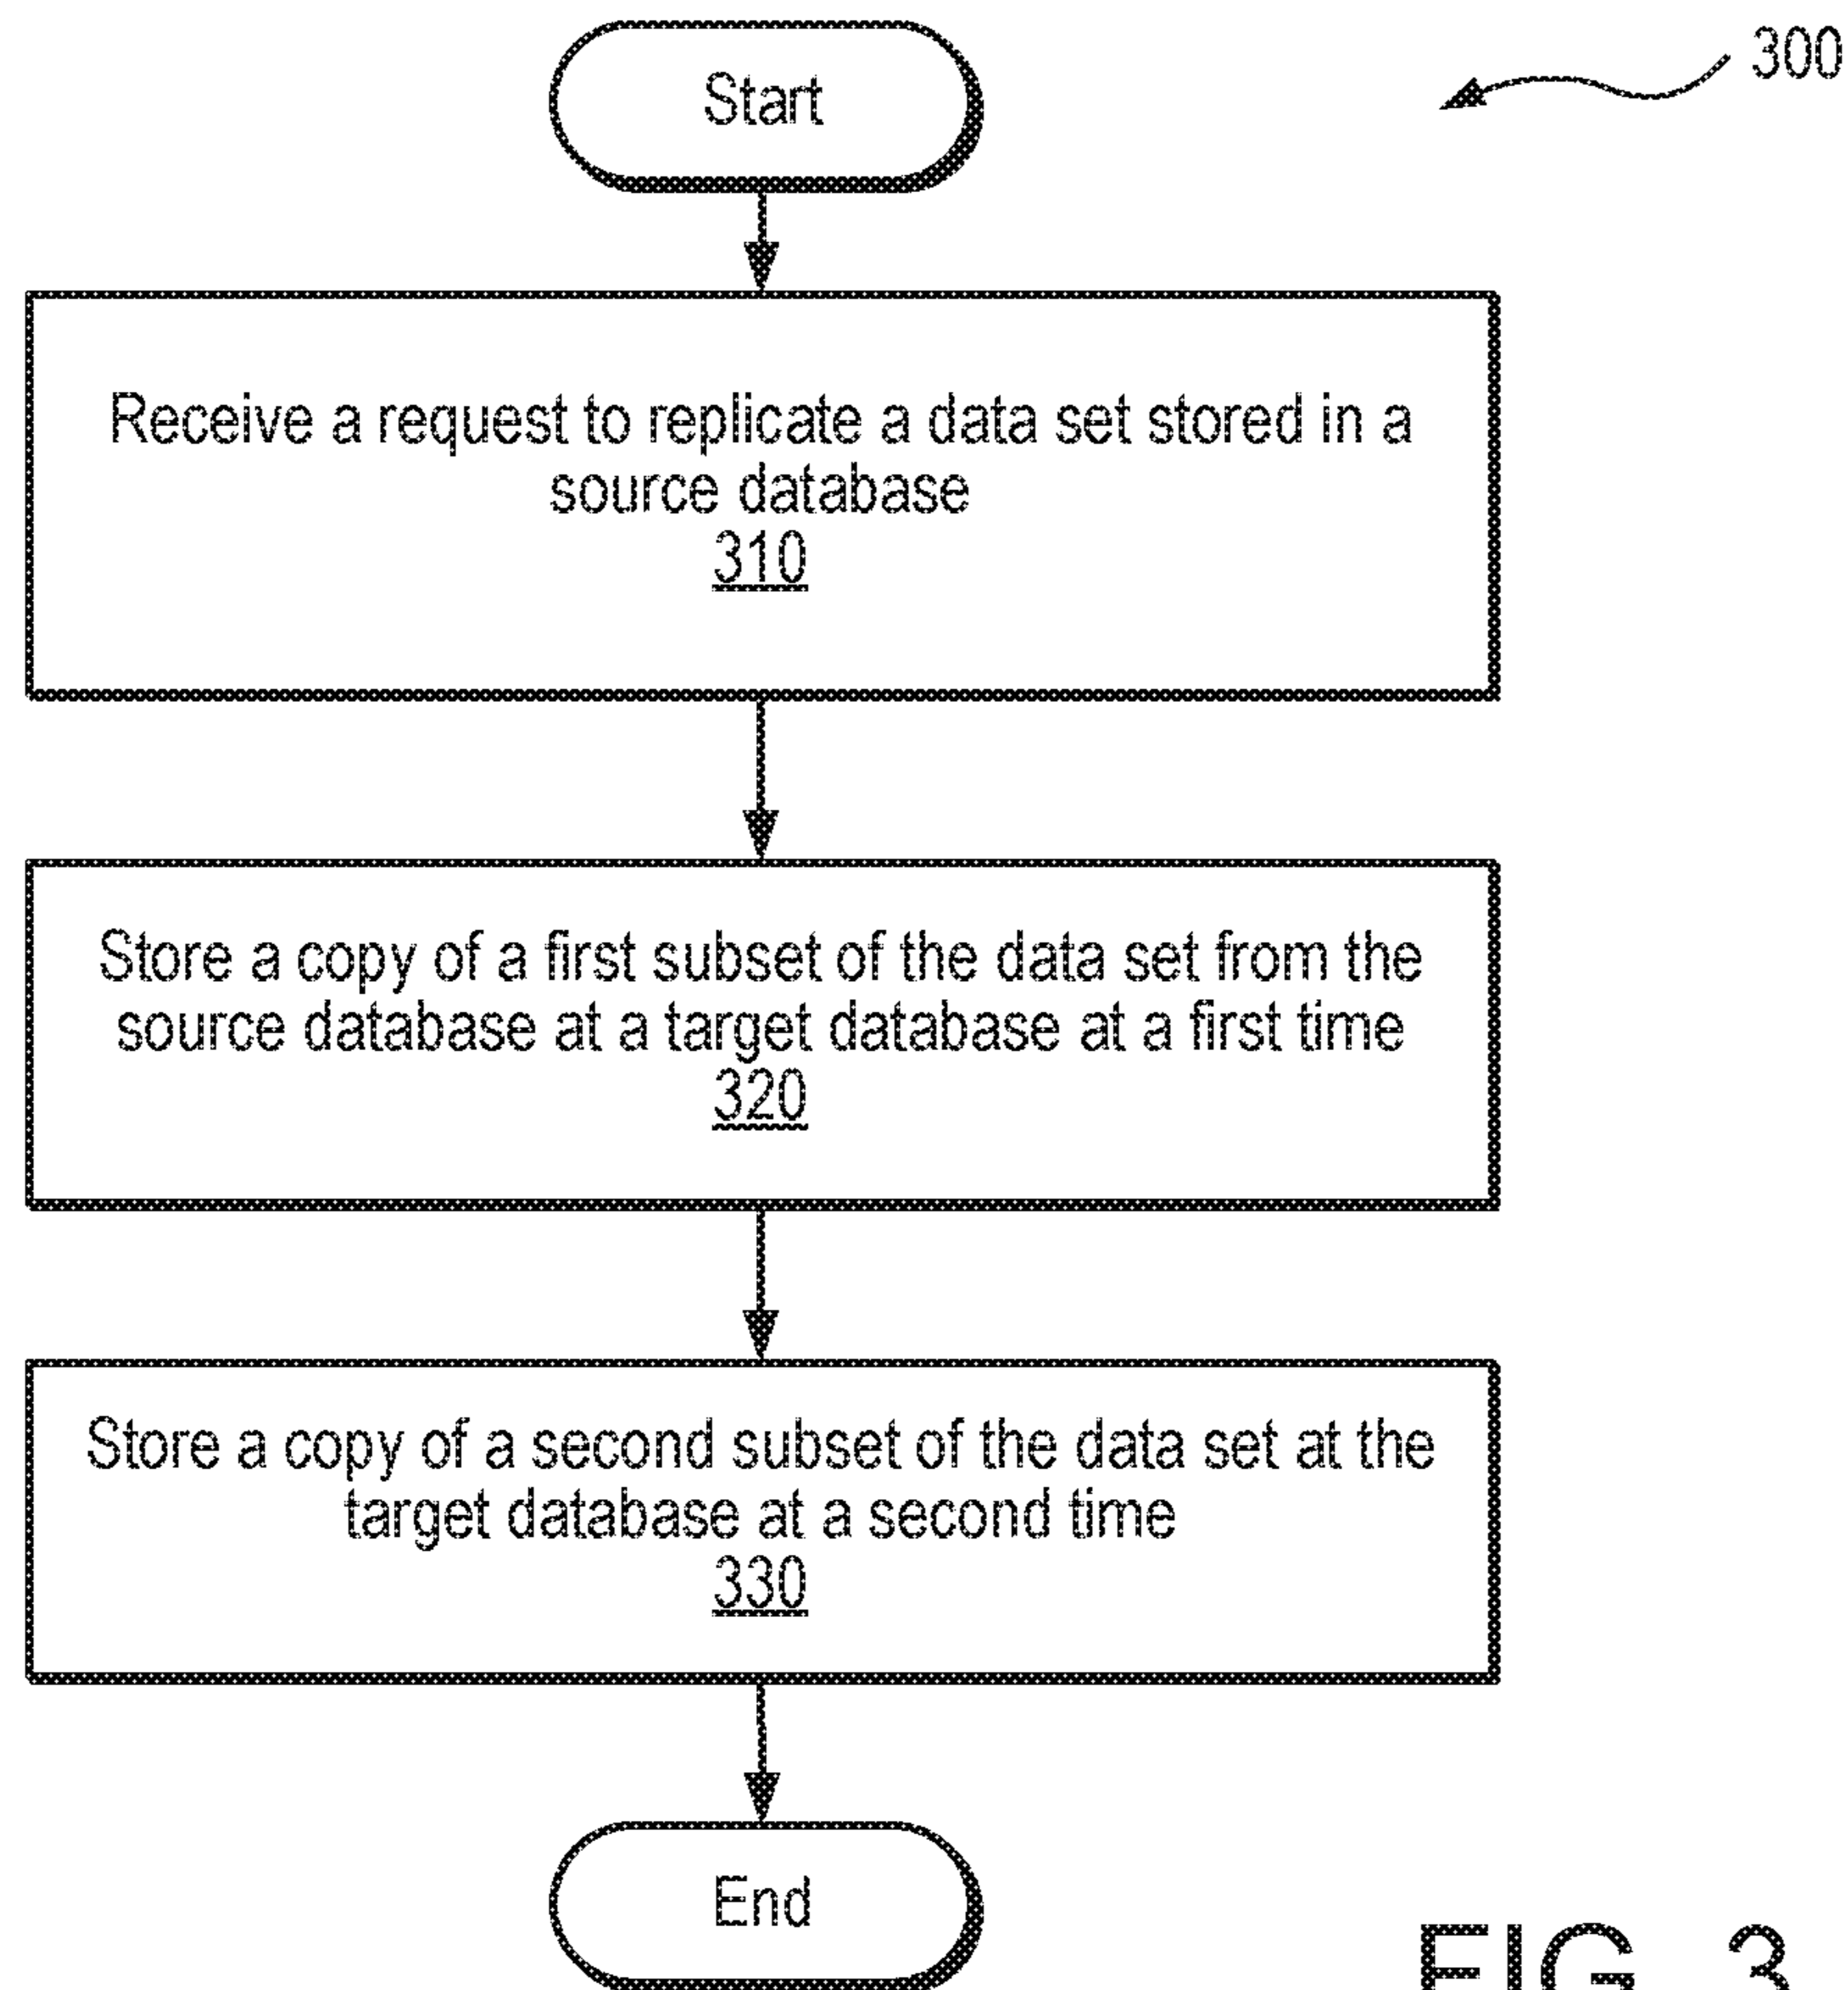 Start
300
Receive a request to replicate a data set stored in a
source database
310
Store a copy of a first subset of the data set from the
source database at a target database at a first time
320
Store a copy of a second subset of the data set at the
target database at a second time
330
End
FIG. 3